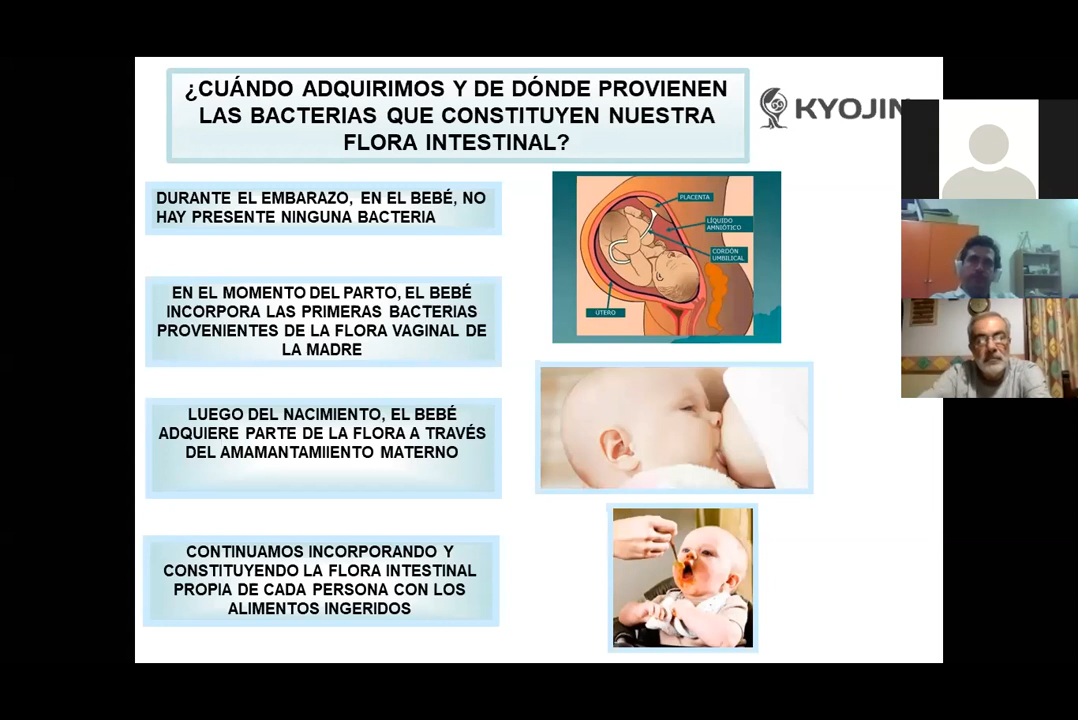 ¿CUÁNDO ADQUIRIMOS Y DE DÓNDE PROVIENEN
LAS BACTERIAS QUE CONSTITUYEN NUESTRA
FLORA INTESTINAL?
KYOJIN
DURANTE EL EMBARAZO, EN EL BEBÉ, NO
HAY PRESENTE NINGUNA BACTERIA
PLACENTA
LÍQUIDO
AMNIÓTICO
CORDÓN
UMBILICAL
ÚTERO
EN EL MOMENTO DEL PARTO, EL BEBÉ
INCORPORA LAS PRIMERAS BACTERIAS
PROVENIENTES DE LA FLORA VAGINAL DE
LA MADRE
LUEGO DEL NACIMIENTO, EL BEBÉ
ADQUIERE PARTE DE LA FLORA A TRAVÉS
DEL AMAMANTAMIIENTO MATERNO
CONTINUAMOS INCORPORANDO Y
CONSTITUYENDO LA FLORA INTESTINAL
PROPIA DE CADA PERSONA CON LOS
ALIMENTOS INGERIDOS